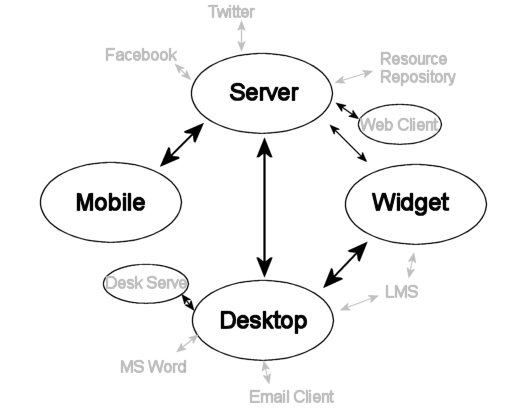 Twitter
Facebook
Resource
Repository
Server
Web Client
Mobile
Widget
Desk Serve
LMS
Desktop
MS Word
Email Client